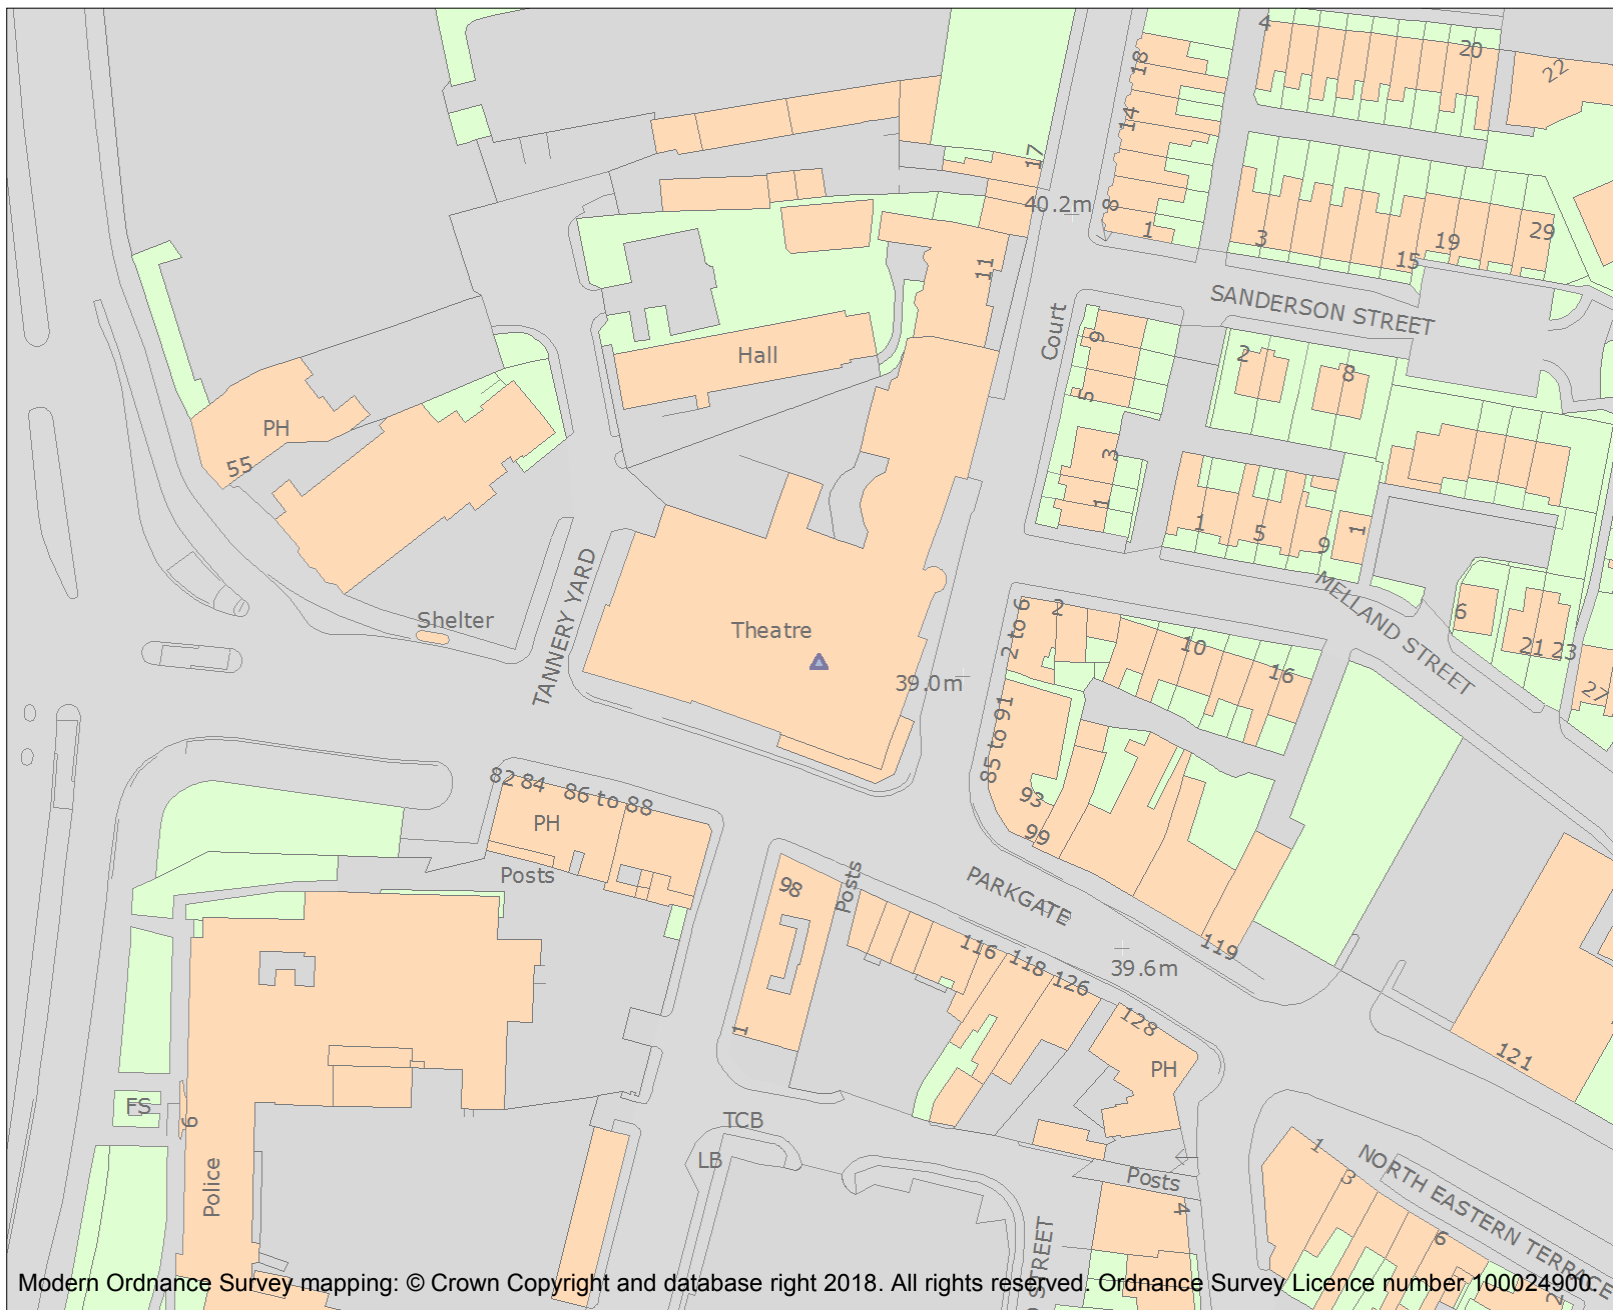 4
20
22
18
14
17
40.2m
8
1
3
15
19
29
11
SANDERSON STREET
Court
9
5
3
1
2
8
Hall
PH
55
1
5
9
1
MELLAND STREET
6
21 23
27
TANNERY YARD
Shelter
Theatre
39.0m
2 to 6
2
10
16
85 to 91
93
99
82 84
86 to 88
PH
Posts
98
Posts
PARKGATE
116
118
126
119
39.6m
128
PH
121
1
FS
9
Police
TCB
LB
Posts
4
1
3
6
NORTH EASTERN TERRACE
STREET
Modern Ordnance Survey mapping: © Crown Copyright and database right 2018. All rights reserved. Ordnance Survey Licence number 100024900.